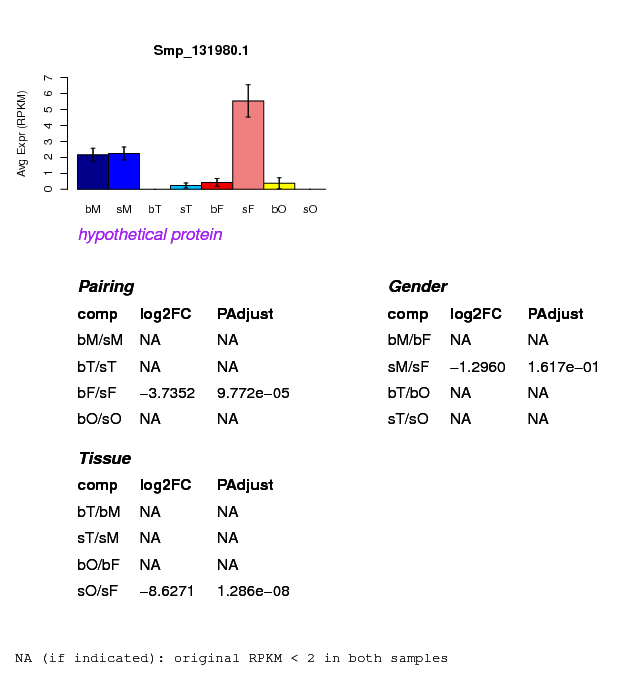 Smp_131980.1
Avg Expr (RPKM)
0 1 2 3 4 5 6 7
bM sM bT sT bF sF bO sO
hypothetical protein
Pairing
comp log2FC PAdjust
bM/sM NA NA
bT/sT NA NA
bF/sF −3.7352 9.772e−05
bO/sO NA NA
Gender
comp log2FC PAdjust
bM/bF NA NA
sM/sF −1.2960 1.617e−01
bT/bO NA NA
sT/sO NA NA
Tissue
comp log2FC PAdjust
bT/bM NA NA
sT/sM NA NA
bO/bF NA NA
sO/sF −8.6271 1.286e−08
NA (if indicated): original RPKM < 2 in both samples